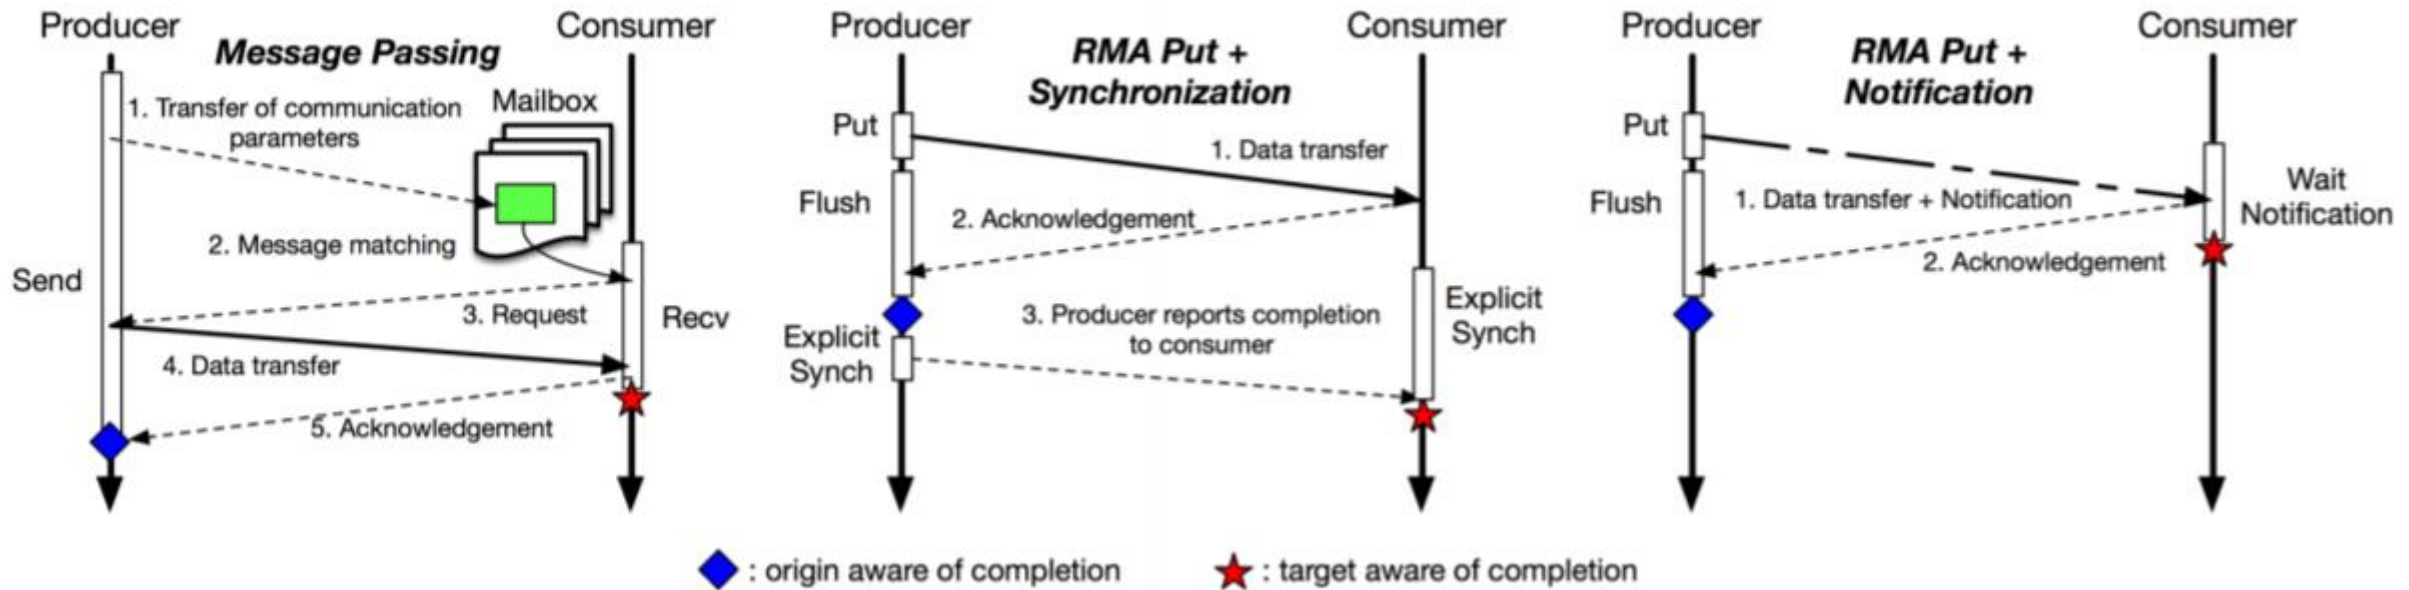 Producer
Message Passing
Consumer
1. Transfer of communication
parameters
Mailbox
2. Message matching
Send
3. Request
Recv
4. Data transfer
5. Acknowledgement
Producer
RMA Put +
Synchronization
Consumer
Put
1. Data transfer
Flush
2. Acknowledgement
Explicit
Synch
3. Producer reports completion
to consumer
Explicit
Synch
Producer
RMA Put +
Notification
Consumer
Put
Flush
1. Data transfer + Notification
Wait
Notification
2. Acknowledgement
: origin aware of completion
: target aware of completion